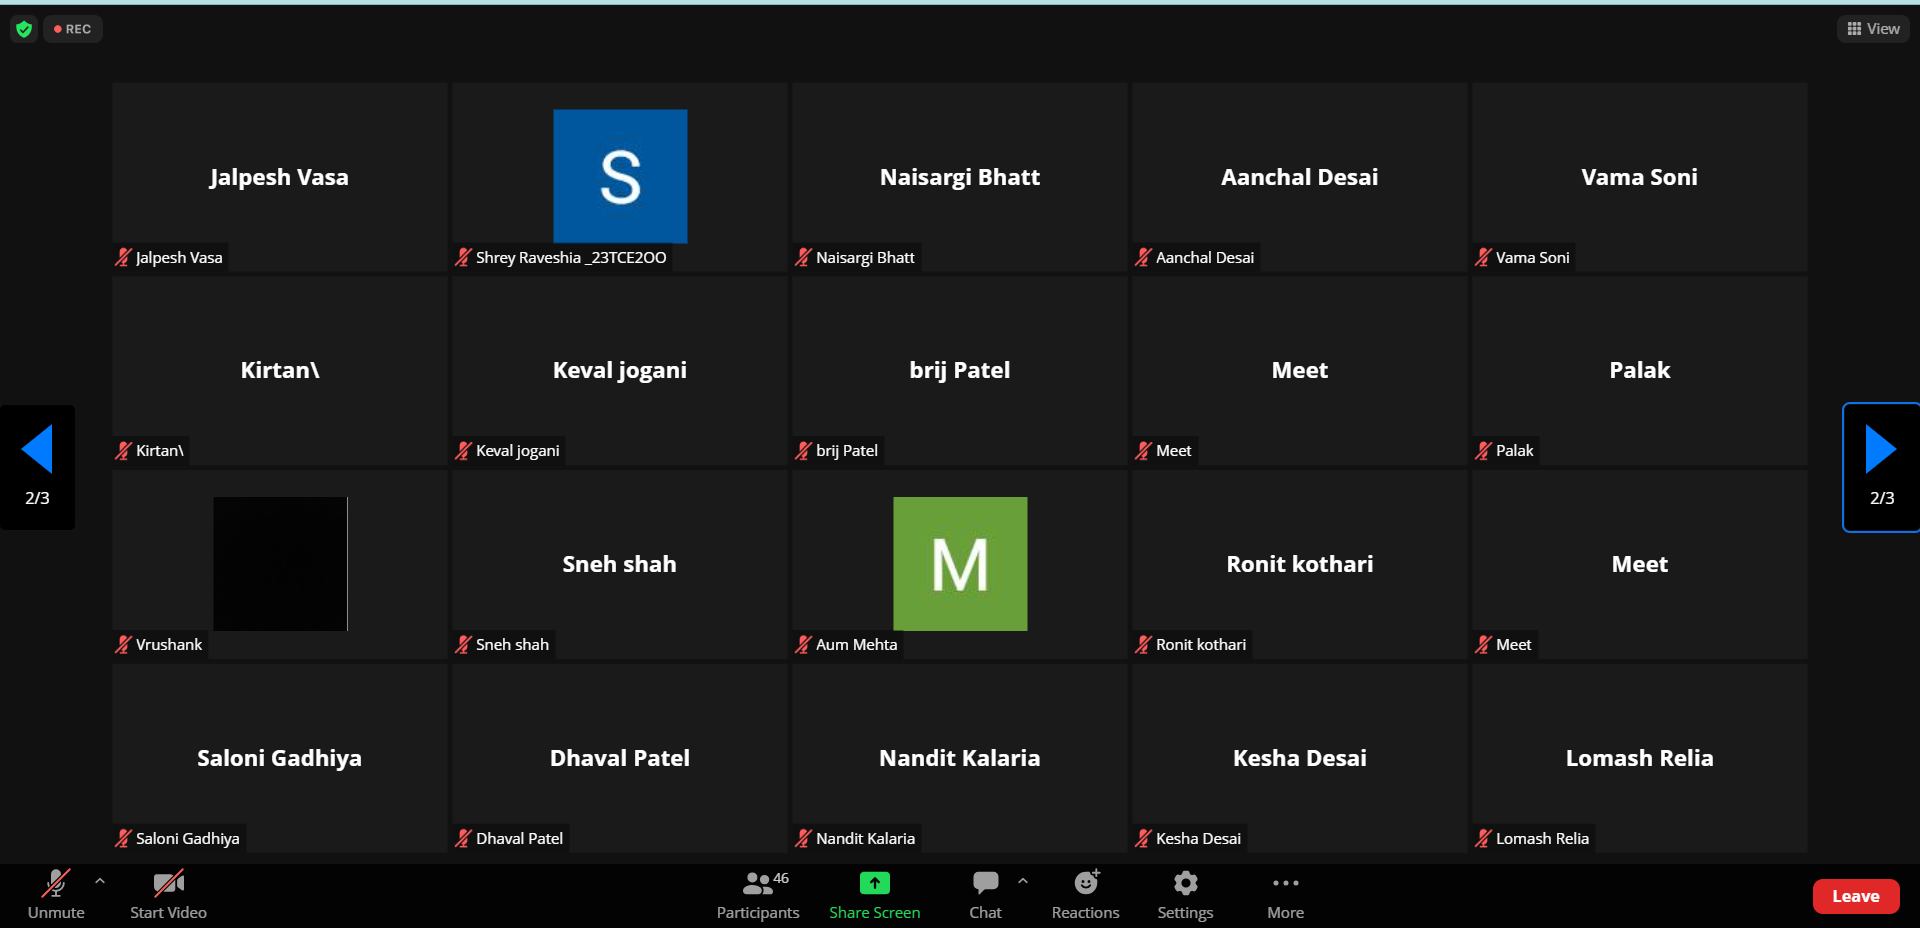 REC
View
Jalpesh Vasa
Jalpesh Vasa
S
Shrey Raveshia _23TCE2OO
Naisargi Bhatt
Naisargi Bhatt
Aanchal Desai
Aanchal Desai
Vama Soni
Vama Soni
Kirtan\
Kirtan\
Keval jogani
Keval jogani
brij Patel
brij Patel
Meet
Meet
Palak
Palak
2/3
2/3
Vrushank
Sneh shah
Sneh shah
M
Aum Mehta
Ronit kothari
Ronit kothari
Meet
Meet
Saloni Gadhiya
Saloni Gadhiya
Dhaval Patel
Dhaval Patel
Nandit Kalaria
Nandit Kalaria
Kesha Desai
Kesha Desai
Lomash Relia
Lomash Relia
Unmute
Start Video
46
Participants
Share Screen
Chat
Reactions
Settings
More
Leave